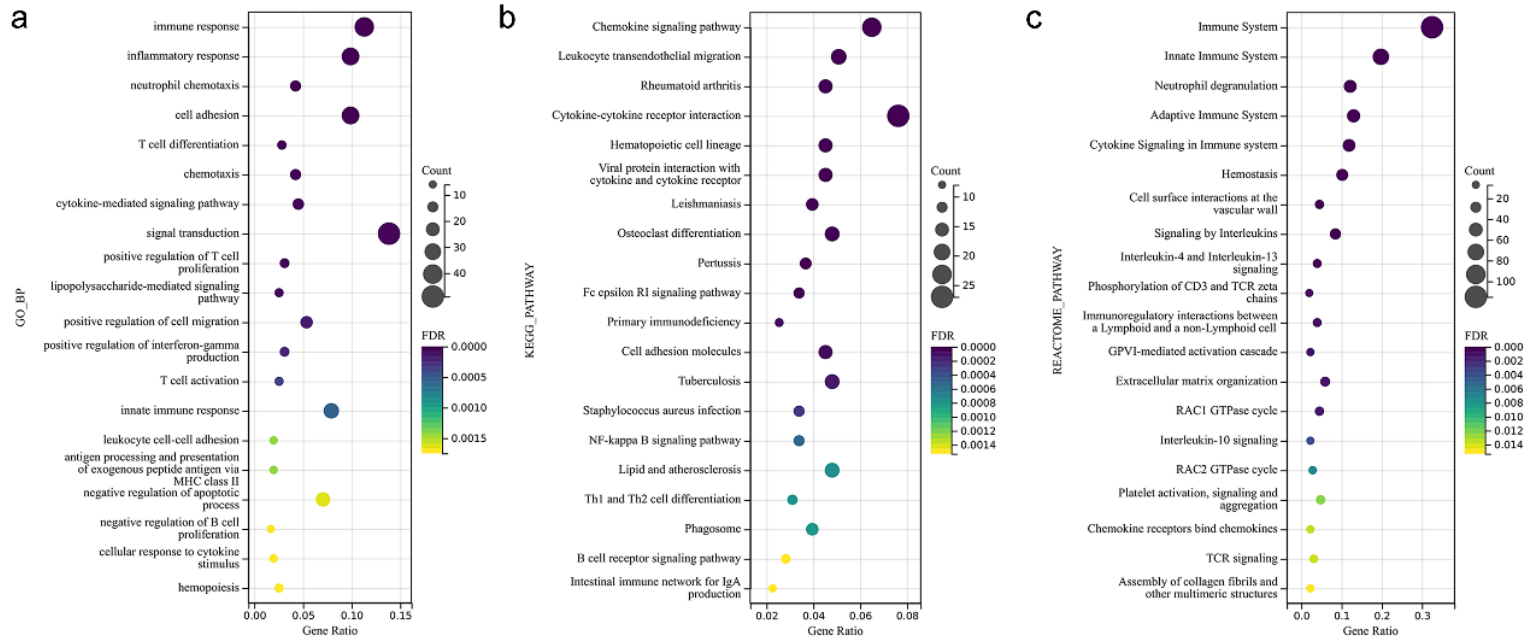 a
immune response
inflammatory response
neutrophil chemotaxis
cell adhesion
T cell differentiation
chemotaxis
cytokine-mediated signaling pathway
signal transduction
positive regulation of T cell
proliferation
lipopolysaccharide-mediated signaling
pathway
positive regulation of cell migration
positive regulation of interferon-gamma
production
T cell activation
innate immune response
leukocyte cell-cell adhesion
antigen processing and presentation
of exogenous peptide antigen via
MHC class II
negative regulation of apoptotic
process
negative regulation of B cell
proliferation
cellular response to cytokine
stimulus
hemopoiesis
GO_BP
0.00 0.05 0.10 0.15
Gene Ratio
Count
10
20
30
40
FDR
0.0000
0.0005
0.0010
0.0015
b
Chemokine signaling pathway
Leukocyte transendothelial migration
Rheumatoid arthritis
Cytokine-cytokine receptor interaction
Hematopoietic cell lineage
Viral protein interaction with
cytokine and cytokine receptor
Leishmaniasis
Osteoclast differentiation
Pertussis
Fc epsilon RI signaling pathway
Primary immunodeficiency
Cell adhesion molecules
Tuberculosis
Staphylococcus aureus infection
NF-kappa B signaling pathway
Lipid and atherosclerosis
Th1 and Th2 cell differentiation
Phagosome
B cell receptor signaling pathway
Intestinal immune network for IgA
production
KEGG_PATHWAY
0.02 0.04 0.06 0.08
Gene Ratio
Count
10
15
20
25
FDR
0.0000
0.0002
0.0004
0.0006
0.0008
0.0010
0.0012
0.0014
c
Immune System
Innate Immune System
Neutrophil degranulation
Adaptive Immune System
Cytokine Signaling in Immune system
Hemostasis
Cell surface interactions at the
vascular wall
Signaling by Interleukins
Interleukin-4 and Interleukin-13
signaling
Phosphorylation of CD3 and TCR zeta
chains
Immunoregulatory interactions between
a Lymphoid and a non-Lymphoid cell
GPVI-mediated activation cascade
Extracellular matrix organization
RAC1 GTPase cycle
Interleukin-10 signaling
RAC2 GTPase cycle
Platelet activation, signaling and
aggregation
Chemokine receptors bind chemokines
TCR signaling
Assembly of collagen fibrils and
other multimeric structures
REACTOME_PATHWAY
0.0 0.1 0.2 0.3
Gene Ratio
Count
20
40
60
80
100
FDR
0.000
0.002
0.004
0.006
0.008
0.010
0.012
0.014